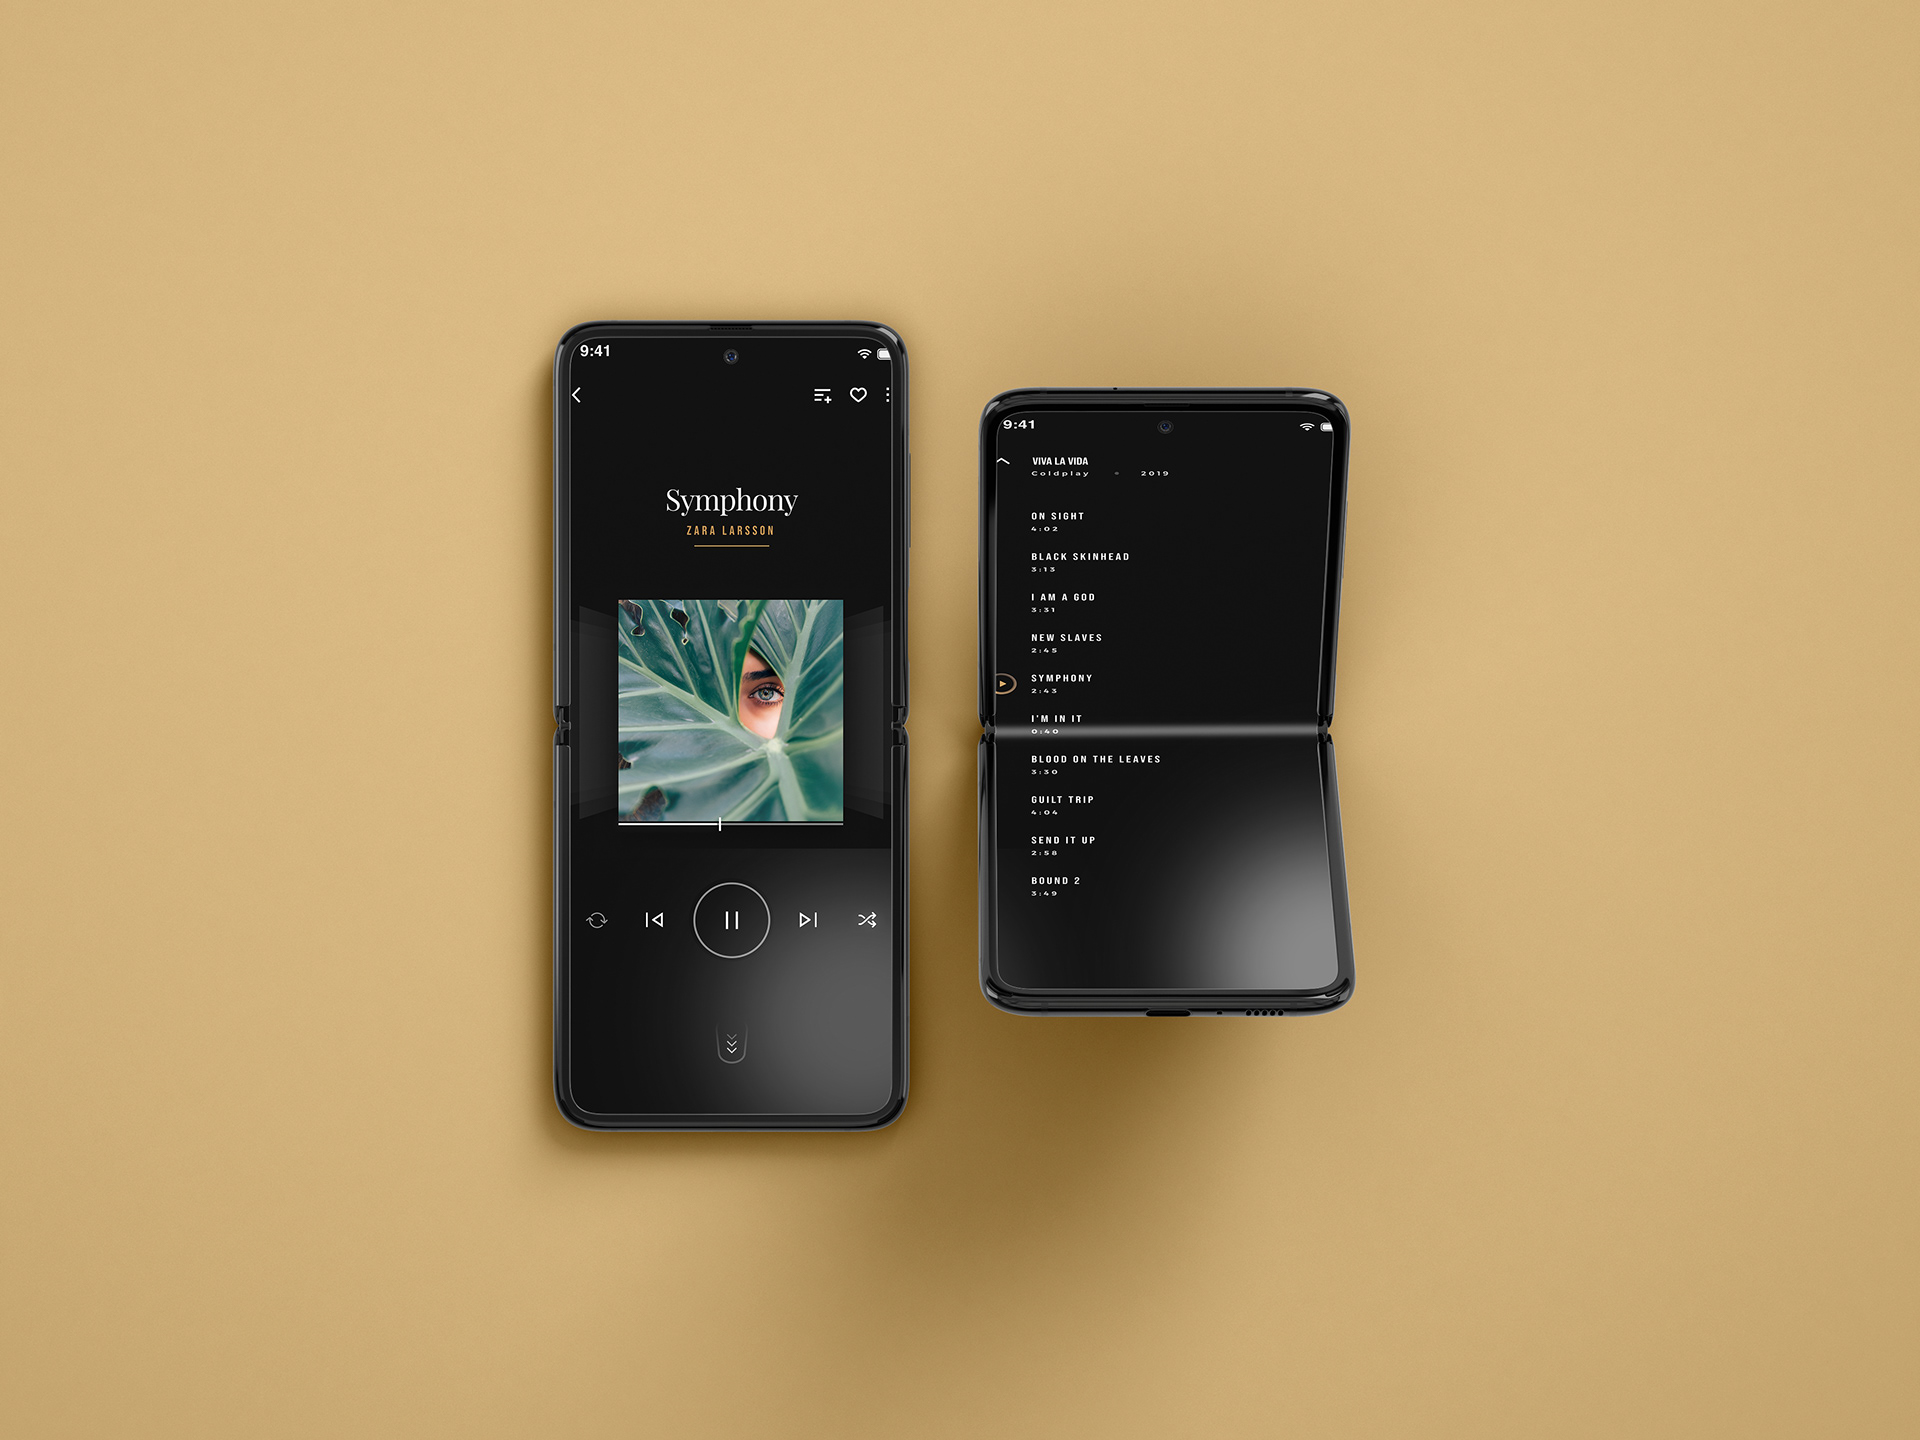 9:41
Symphony
ZARA LARSSON
9:41
VIVA LA VIDA
Coldplay • 2019
ON SIGHT
4:02
BLACK SKINHEAD
3:13
I AM A GOD
3:31
NEW SLAVES
2:45
SYMPHONY
2:43
I'M IN IT
0:40
BLOOD ON THE LEAVES
3:30
GUILT TRIP
4:04
SEND IT UP
2:58
BOUND 2
3:49